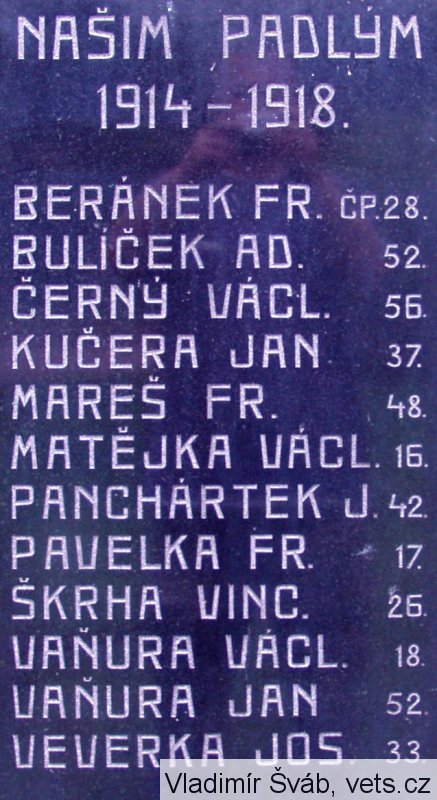 NAŠIM PADLÝM
1914 – 1918.
BERÁNEK FR. ČP. 28.
BULÍČEK AD. 52.
ČERNÝ VÁCL. 56.
KUČERA JAN 37.
MAREŠ FR. 48.
MATĚJKA VÁCL. 16.
PANCHÁRTEK J. 42.
PAVELKA FR. 17.
ŠKRHA VINC. 26.
VAŇURA VÁCL. 18.
VAŇURA JAN 52.
VEVERKA JOS. 33.
Vladimír Šváb, vets.cz